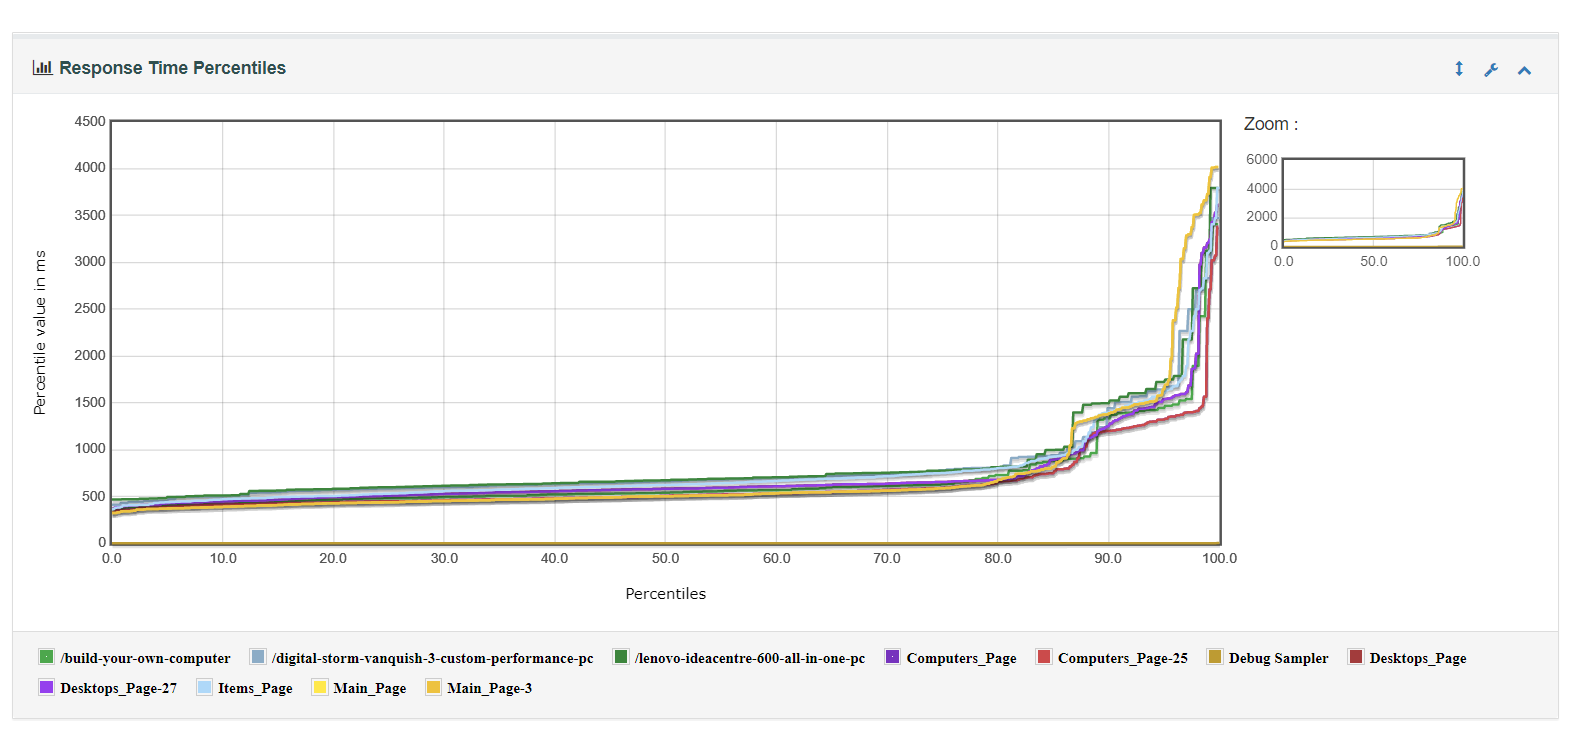 Response Time Percentiles
4500
4000
3500
3000
2500
2000
1500
1000
500
0
0.0 10.0 20.0 30.0 40.0 50.0 60.0 70.0 80.0 90.0 100.0
Percentile value in ms
Percentiles
Zoom :
6000
4000
2000
0
0.0 50.0 100.0
/build-your-own-computer /digital-storm-vanquish-3-custom-performance-pc /lenovo-ideacentre-600-all-in-one-pc Computers_Page Computers_Page-25 Debug Sampler Desktops_Page
Desktops_Page-27 Items_Page Main_Page Main_Page-3